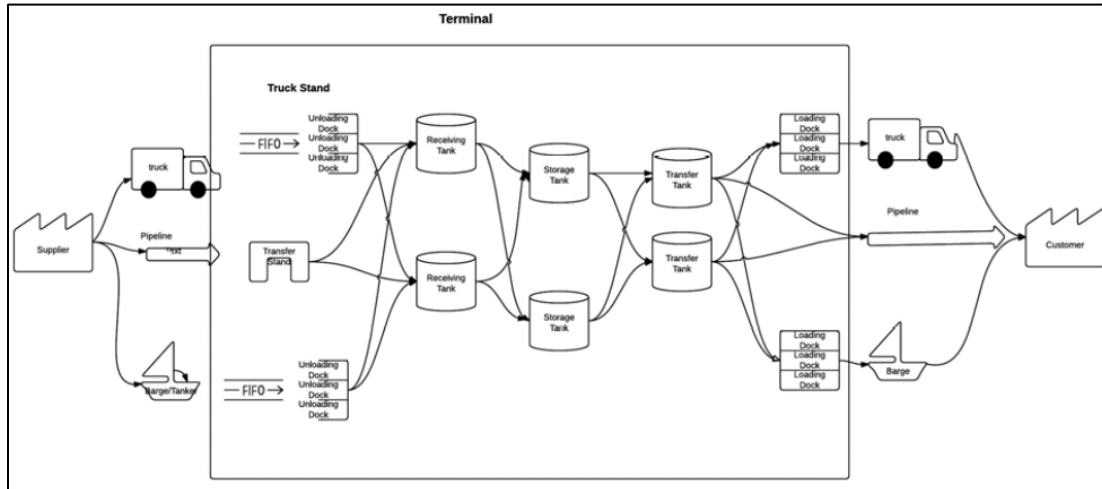 Terminal
Truck Stand
FIFO
Unloading
Dock
Unloading
Dock
Unloading
Dock
Receiving
Tank
Storage
Tank
Transfer
Tank
Loading
Dock
Loading
Dock
Loading
Dock
truck
truck
Supplier
Pipeline
Transfer
Stand
Receiving
Tank
Transfer
Tank
Pipeline
Customer
Storage
Tank
Barge/Tanker
FIFO
Unloading
Dock
Unloading
Dock
Unloading
Dock
Loading
Dock
Loading
Dock
Loading
Dock
Barge